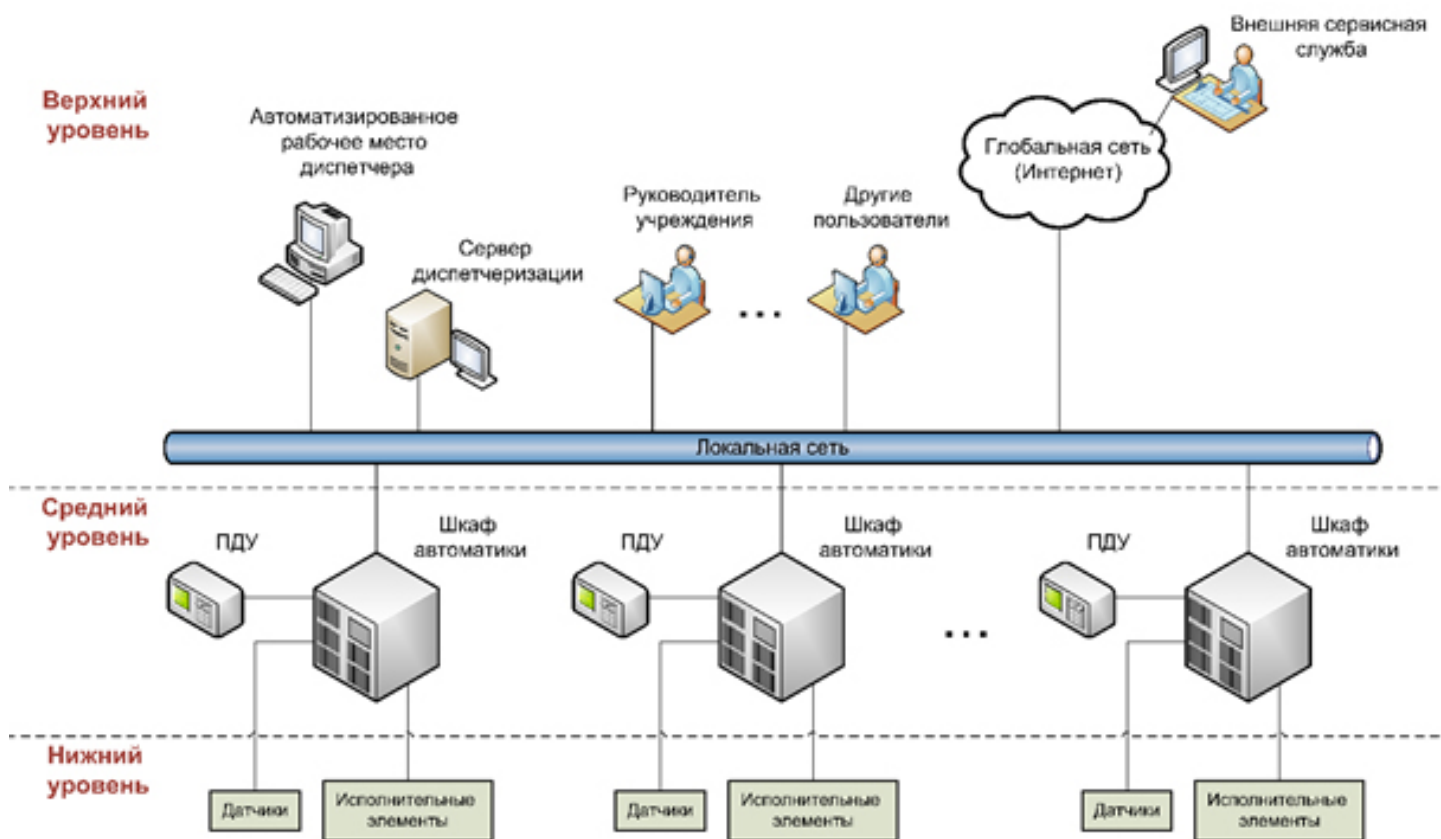 Внешняя сервисная
служба
Верхний
уровень
Автоматизированное
рабочее место
диспетчера
Глобальная сеть
(Интернет)
Руководитель
учреждения
Другие
пользователи
...
Сервер
диспетчеризации
Локальная сеть
Средний
уровень
ПДУ
Шкаф
автоматики
ПДУ
Шкаф
автоматики
...
ПДУ
Шкаф
автоматики
Нижний
уровень
Датчики
Исполнительные
элементы
Датчики
Исполнительные
элементы
Датчики
Исполнительные
элементы